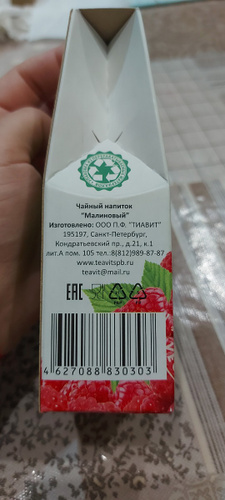 Чайный напиток
"Малиновый"
Изготовлено: ООО П.Ф. "ТИАВИТ"
195197, Санкт-Петербург,
Кондратьевский пр., д.21, к.1
лит.А пом. 105 тел.8(812)989-87-87
www.teavitspb.ru
teavit@mail.ru
ЕАС
4 627088 830303